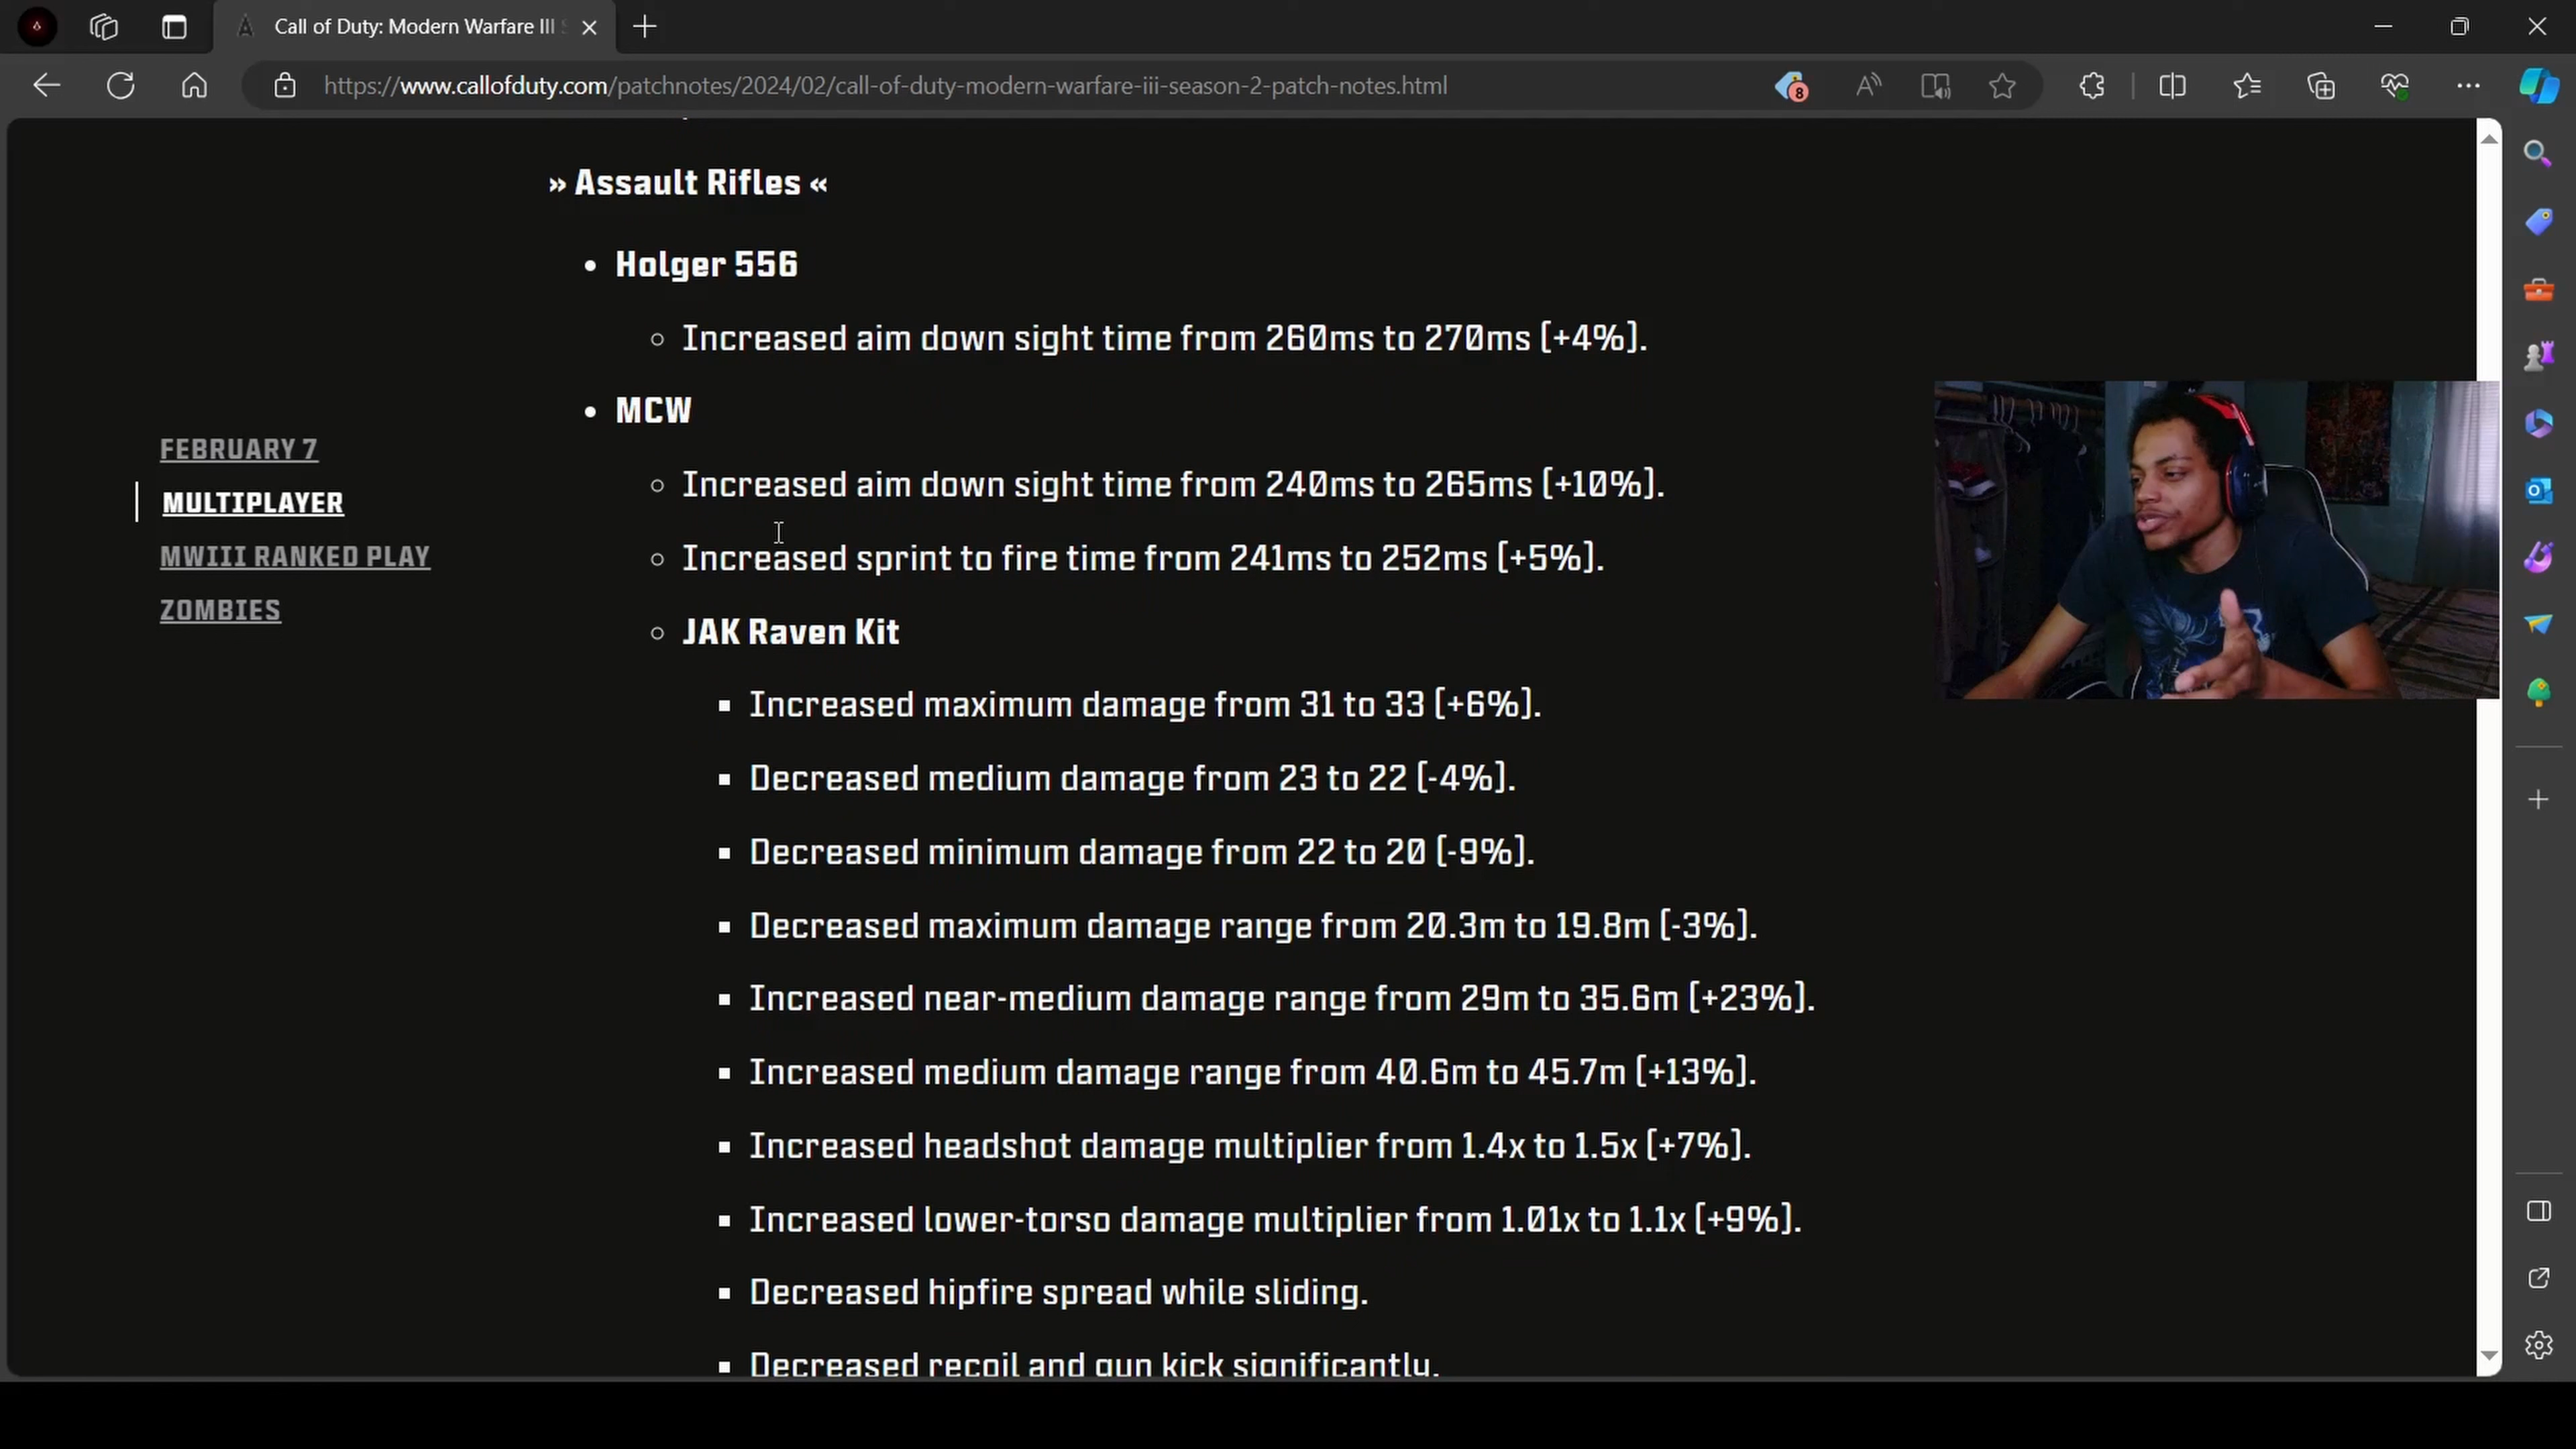 Call of Duty: Modern Warfare III
https://www.callofduty.com/patchnotes/2024/02/call-of-duty-modern-warfare-iii-season-2-patch-notes.html
8
» Assault Rifles «
• Holger 556
○ Increased aim down sight time from 260ms to 270ms [+4%].
• MCW
○ Increased aim down sight time from 240ms to 265ms [+10%].
○ Increased sprint to fire time from 241ms to 252ms [+5%].
○ JAK Raven Kit
▪ Increased maximum damage from 31 to 33 [+6%].
▪ Decreased medium damage from 23 to 22 [-4%].
▪ Decreased minimum damage from 22 to 20 [-9%].
▪ Decreased maximum damage range from 20.3m to 19.8m [-3%].
▪ Increased near-medium damage range from 29m to 35.6m [+23%].
▪ Increased medium damage range from 40.6m to 45.7m [+13%].
▪ Increased headshot damage multiplier from 1.4x to 1.5x [+7%].
▪ Increased lower-torso damage multiplier from 1.01x to 1.1x [+9%].
▪ Decreased hipfire spread while sliding.
▪ Decreased recoil and gun kick significantly.
FEBRUARY 7
MULTIPLAYER
MWIII RANKED PLAY
ZOMBIES